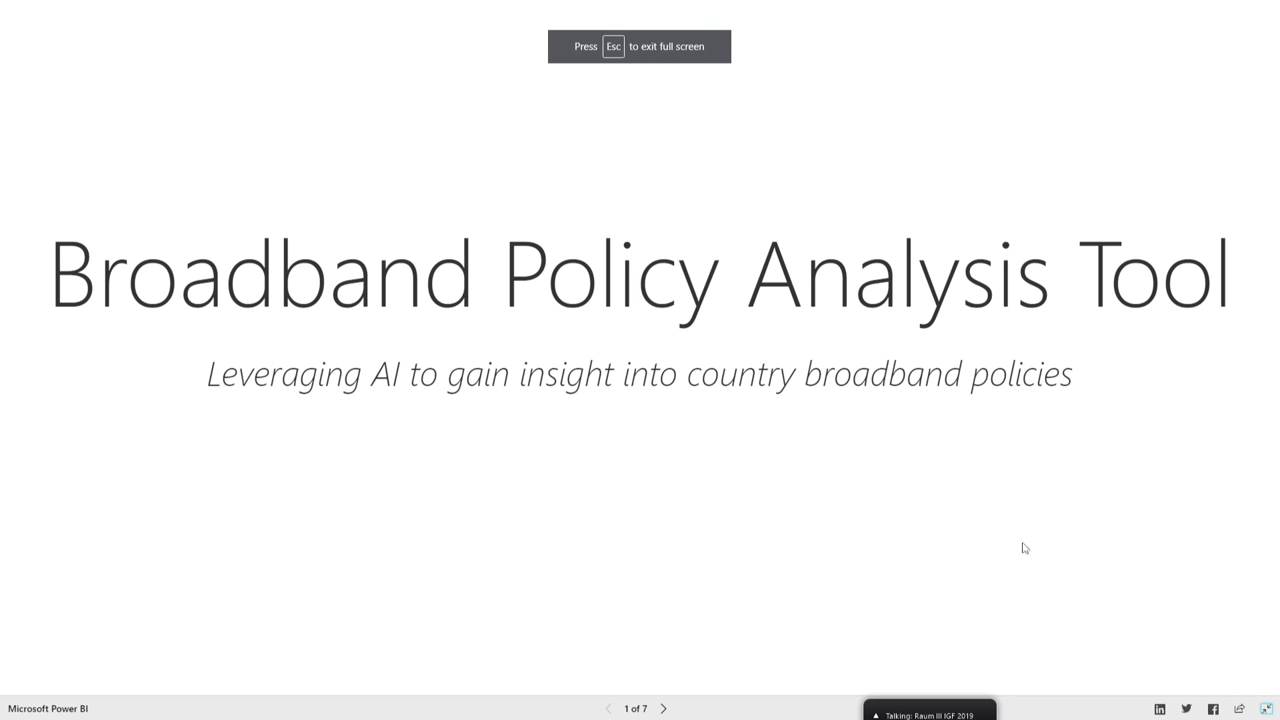 Press Esc to exit full screen
Broadband Policy Analysis Tool
Leveraging AI to gain insight into country broadband policies
Microsoft Power BI
1 of 7
Talking: Raum III IGF 2019